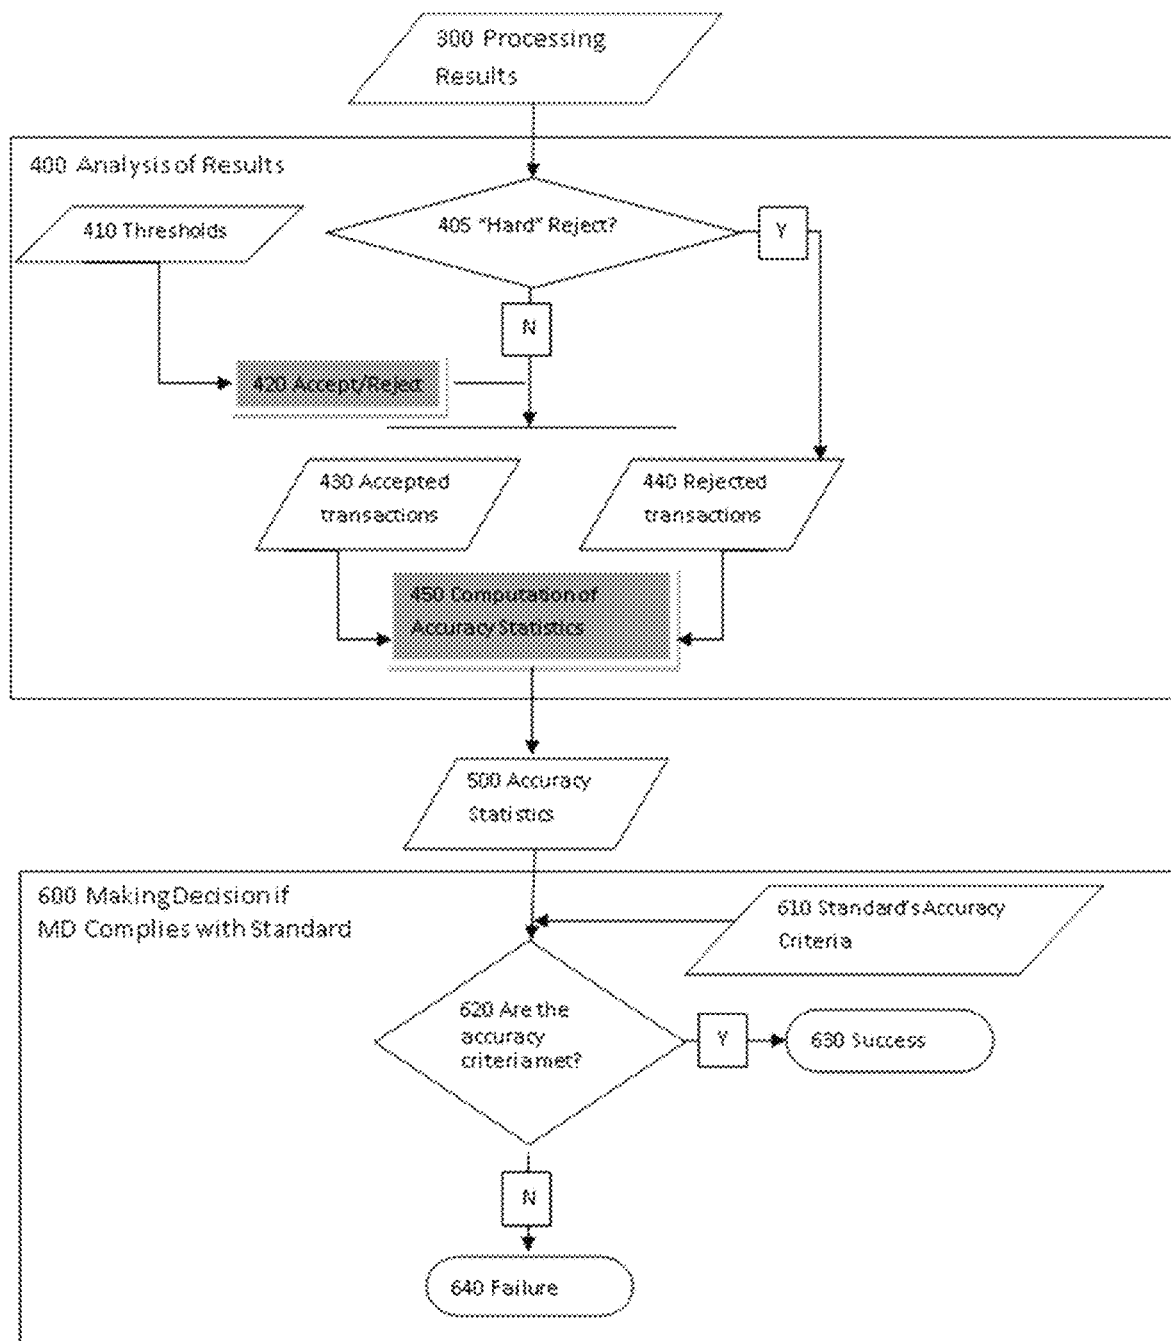 300 Processing
Results
400 Analysis of Results
410 Thresholds
405 "Hard" Reject?
Y
N
420 Accept/Reject
430 Accepted
transactions
440 Rejected
transactions
450 Computation of
Accuracy Statistics
500 Accuracy
Statistics
600 Making Decision if
MD Complies with Standard
610 Standard's Accuracy
Criteria
620 Are the
accuracy
criteria met?
Y
630 Success
N
640 Failure